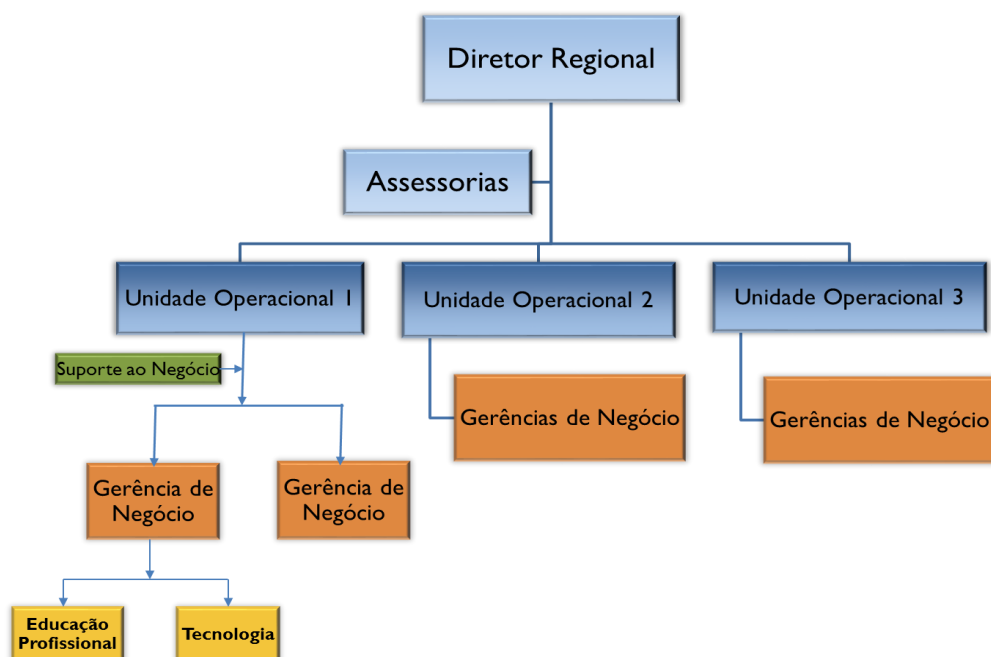 Diretor Regional
Assessorias
Unidade Operacional 1
Unidade Operacional 2
Unidade Operacional 3
Suporte ao Negócio
Gerências de Negócio
Gerências de Negócio
Gerência de
Negócio
Gerência de
Negócio
Educação
Profissional
Tecnologia